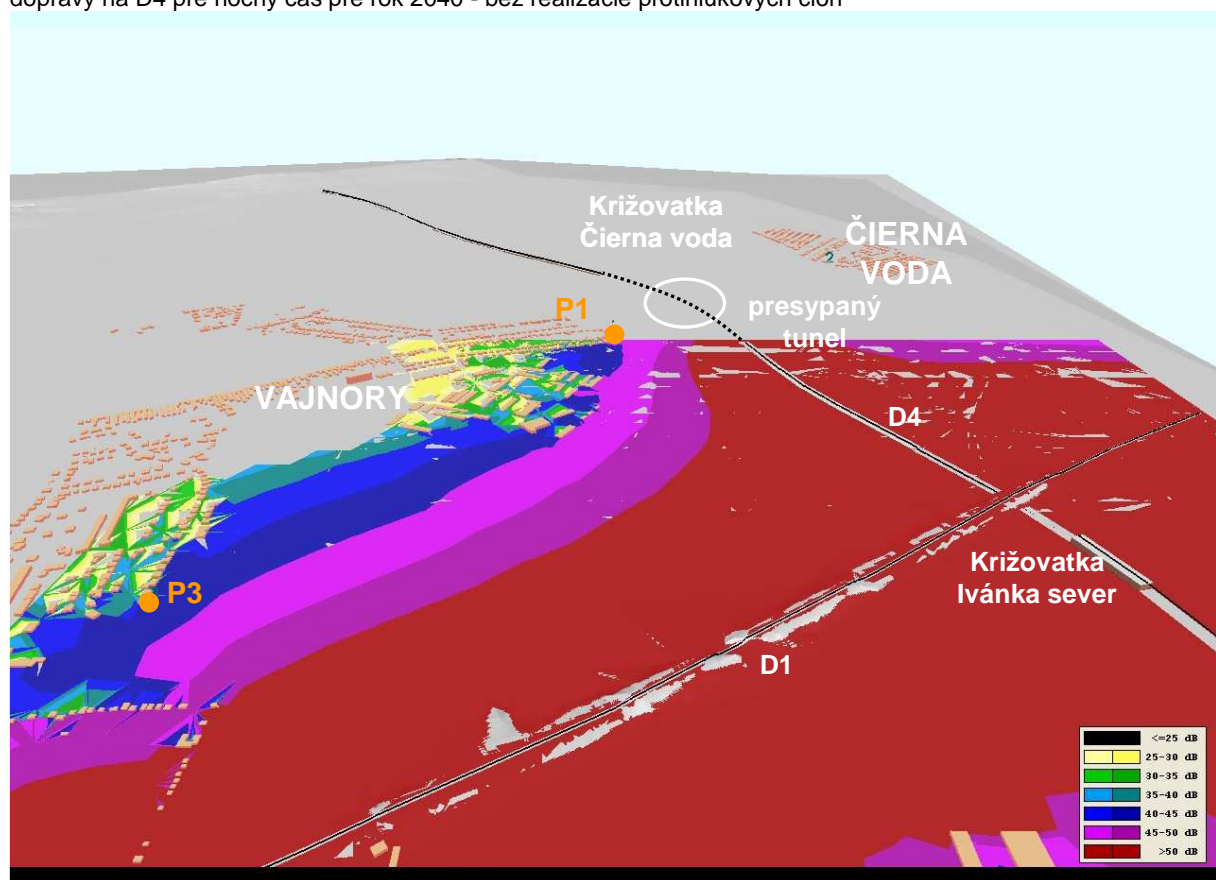 dopravy na D4 pre nočný čas pre rok 2040 - bez realizácie protihlukových clôn
Križovatka
Čierna voda
ČIERNA
VODA
2
P1
presypaný
tunel
VAJNORY
D4
P3
Križovatka
Ivánka sever
D1
<=25 dB
25-30 dB
30-35 dB
35-40 dB
40-45 dB
45-50 dB
>50 dB